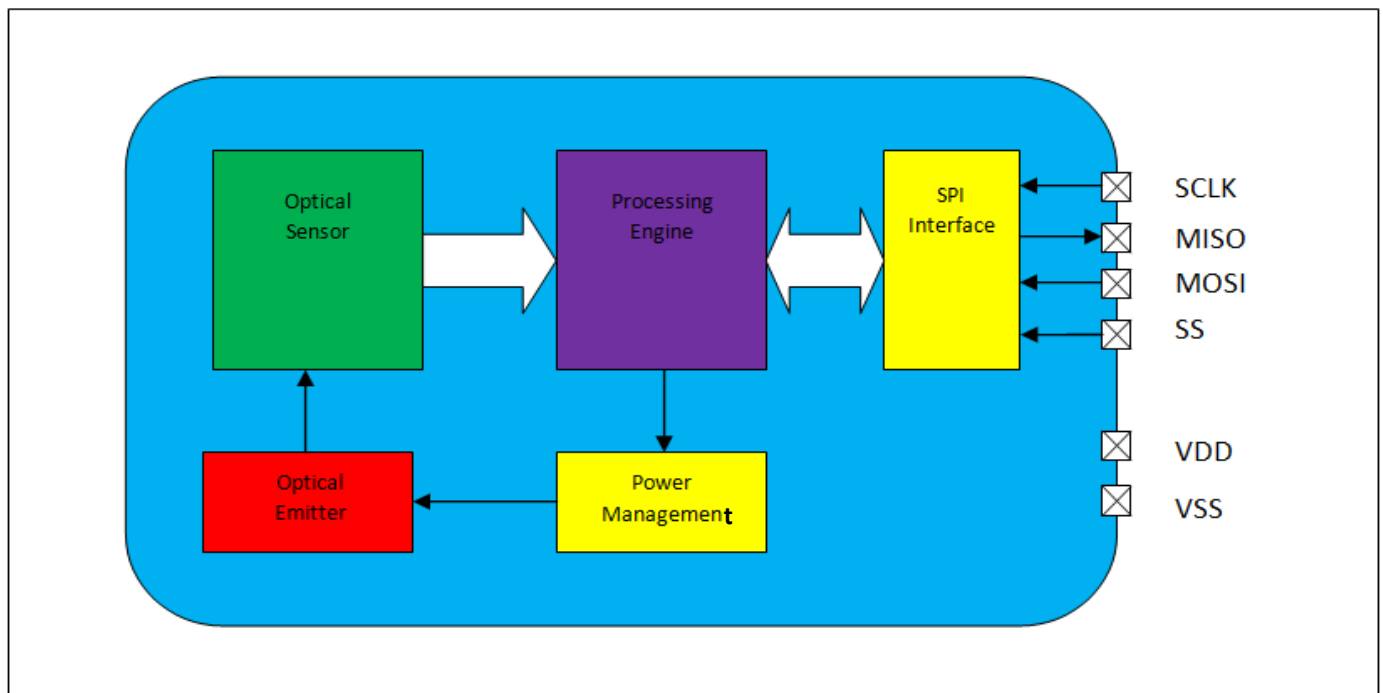 Optical
Sensor
Processing
Engine
SPI
Interface
SCLK
MISO
MOSI
SS
Optical
Emitter
Power
Management
VDD
VSS